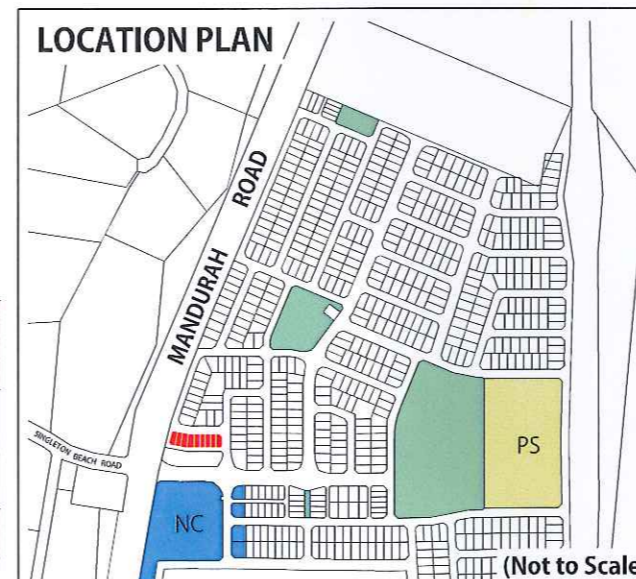 LOCATION PLAN
MANDURAH ROAD
SINGLETON BEACH ROAD
PS
NC
(Not to Scale